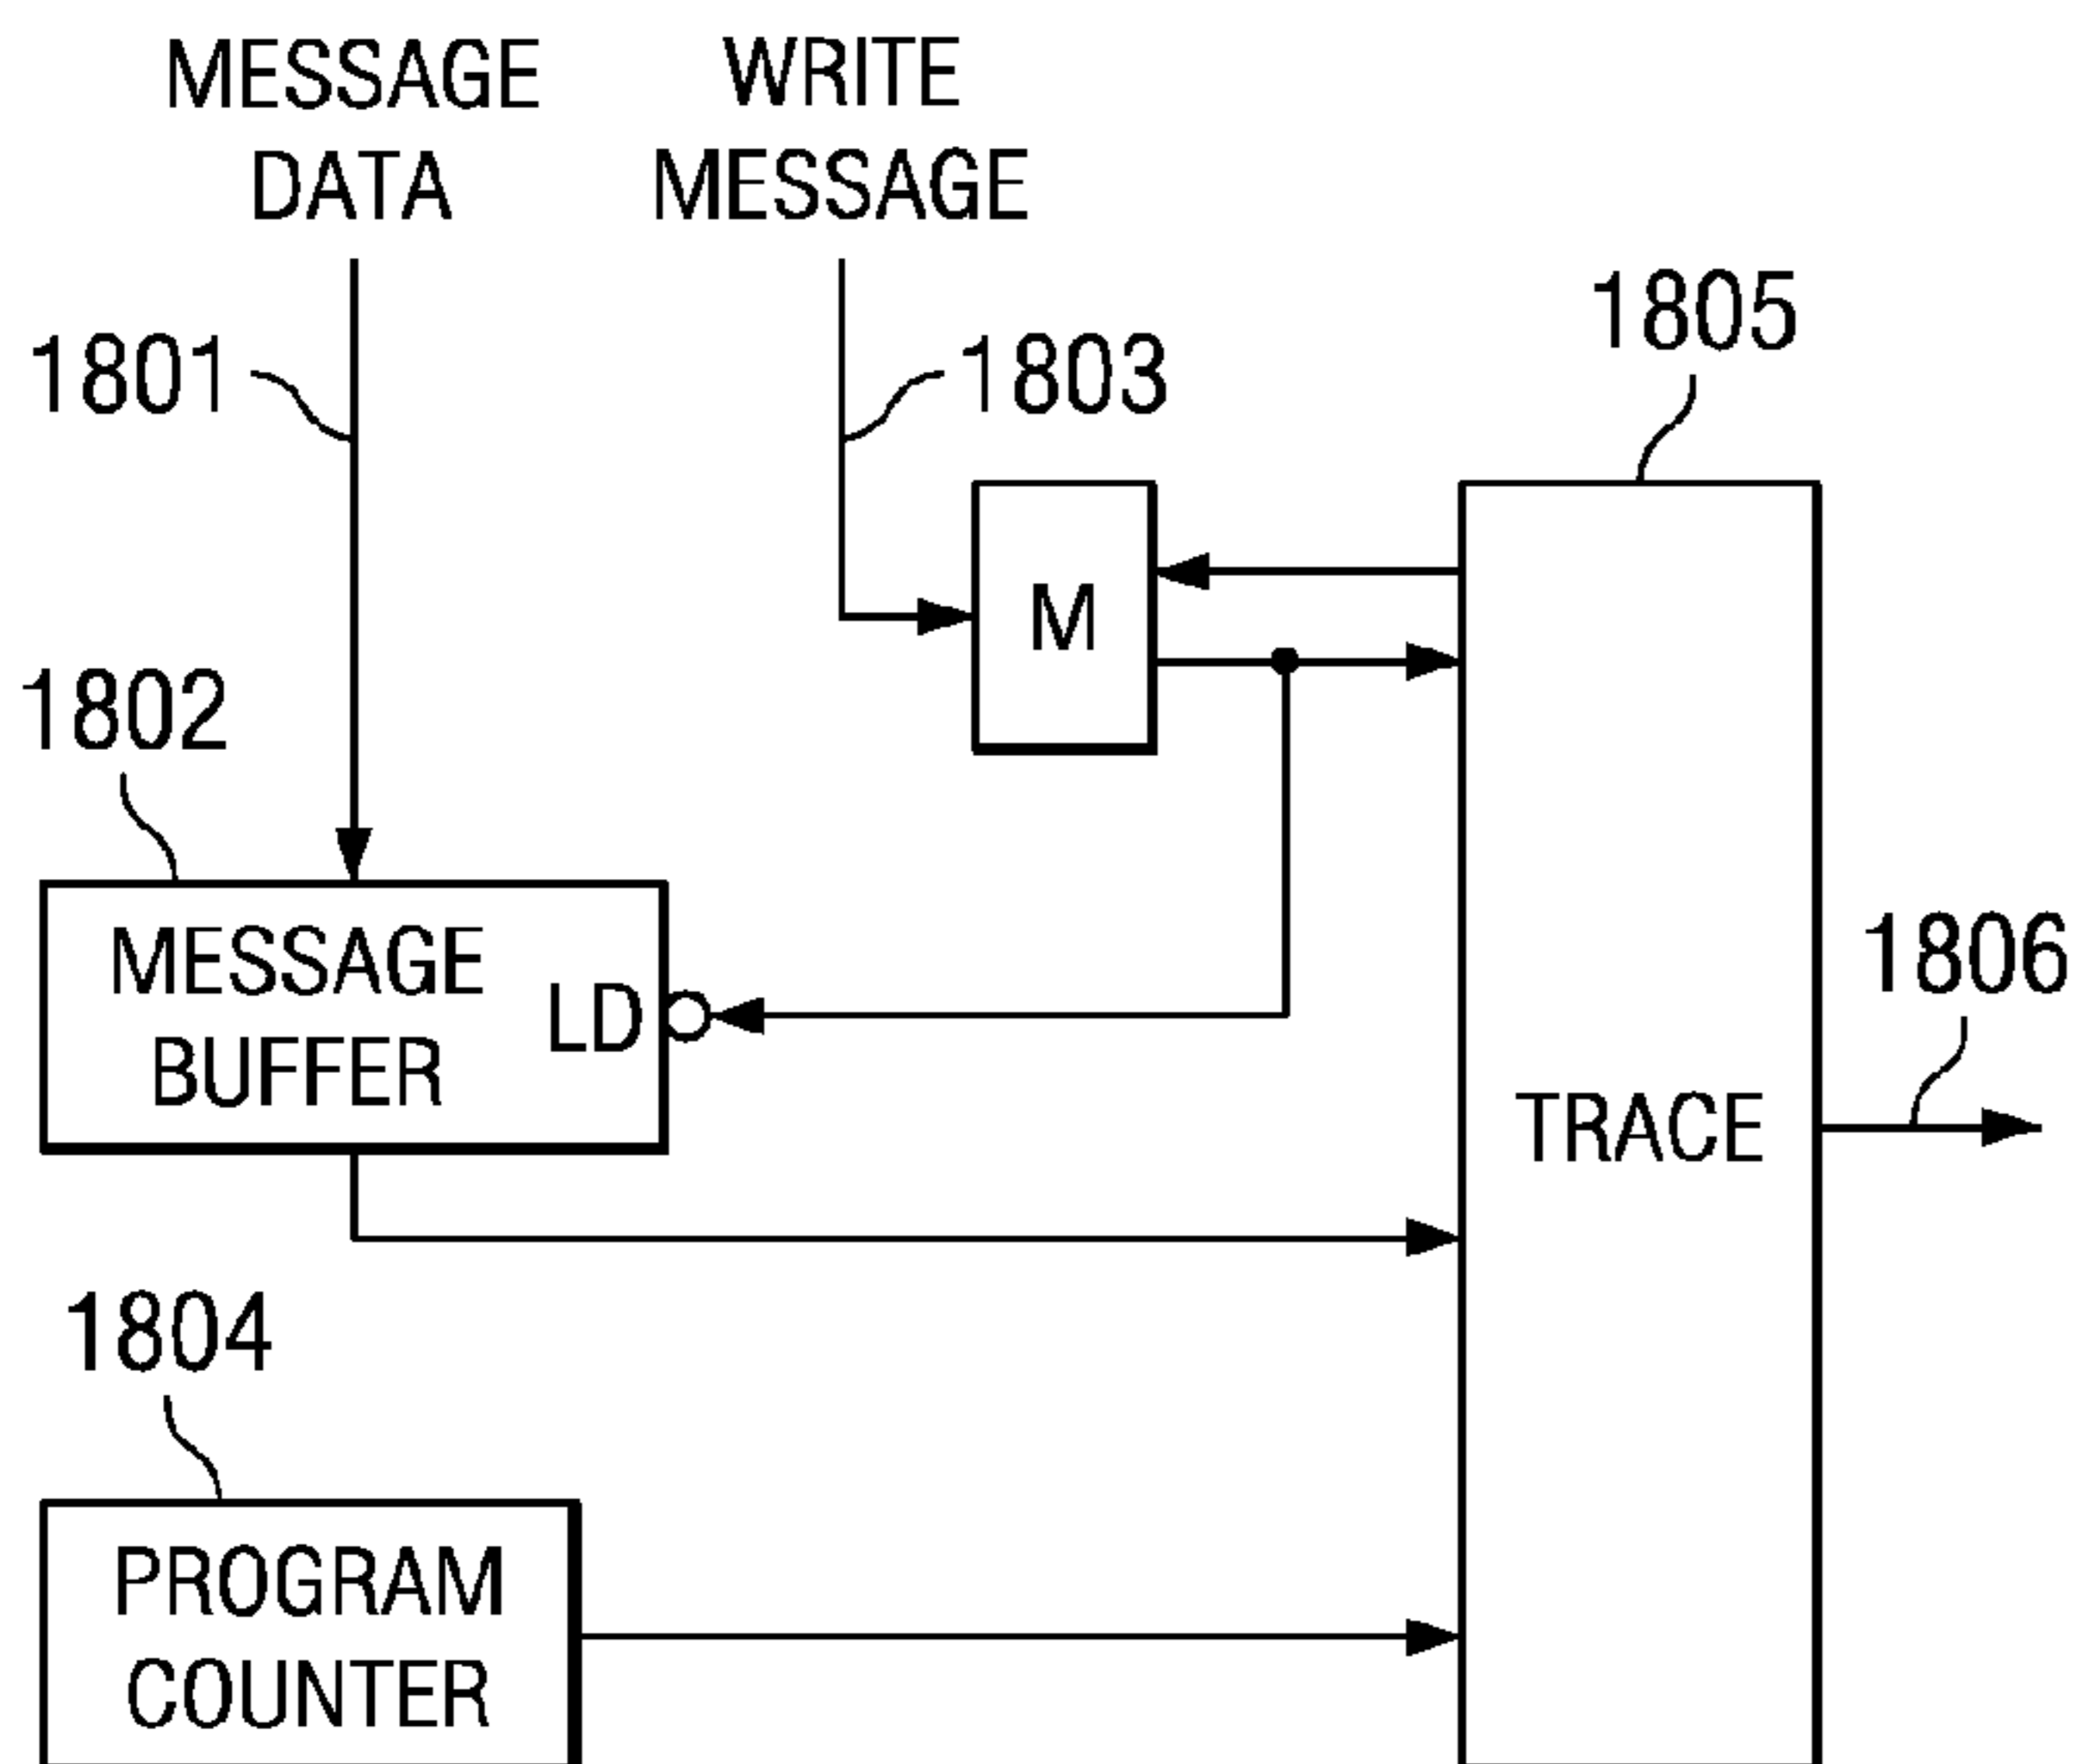 MESSAGE
DATA
WRITE
MESSAGE
1801
1803
1805
M
1802
MESSAGE
BUFFER
LD
1806
TRACE
1804
PROGRAM
COUNTER